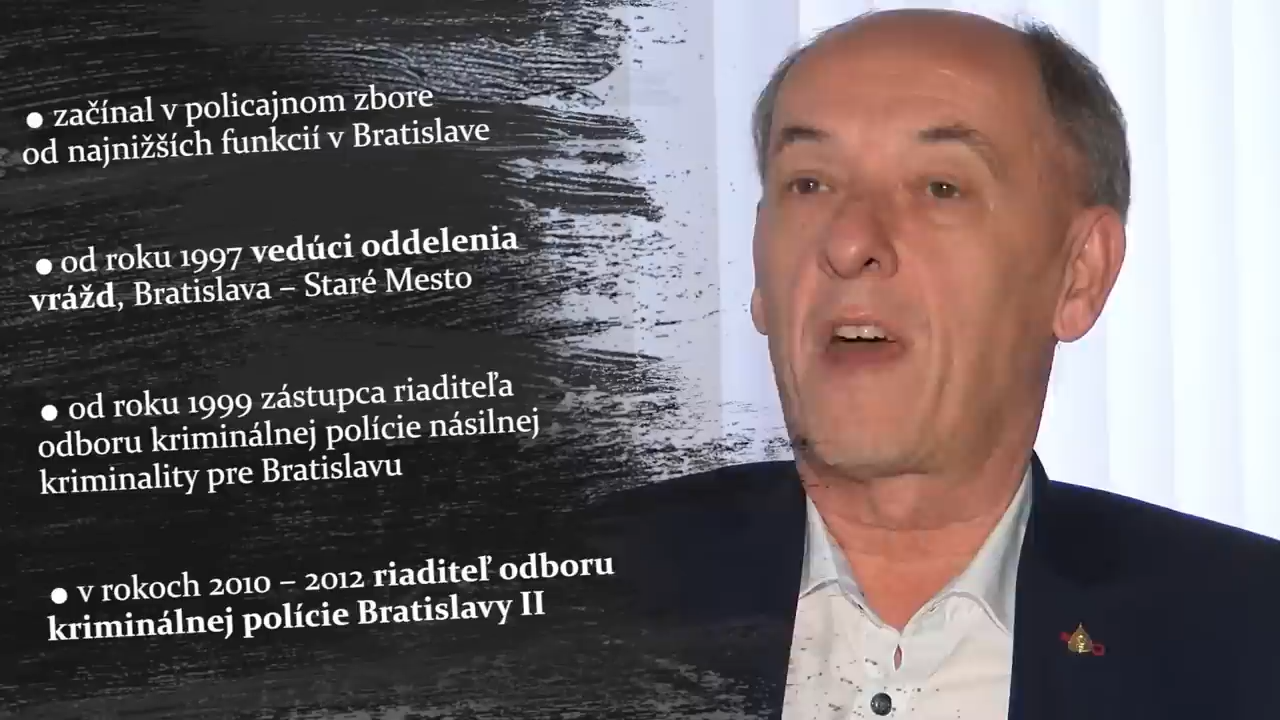 ● začínal v policajnom zbore
od najnižších funkcií v Bratislave
● od roku 1997 vedúci oddelenia
vrážd, Bratislava – Staré Mesto
● od roku 1999 zástupca riaditeľa
odboru kriminálnej polície násilnej
kriminality pre Bratislavu
● v rokoch 2010 – 2012 riaditeľ odboru
kriminálnej polície Bratislavy II